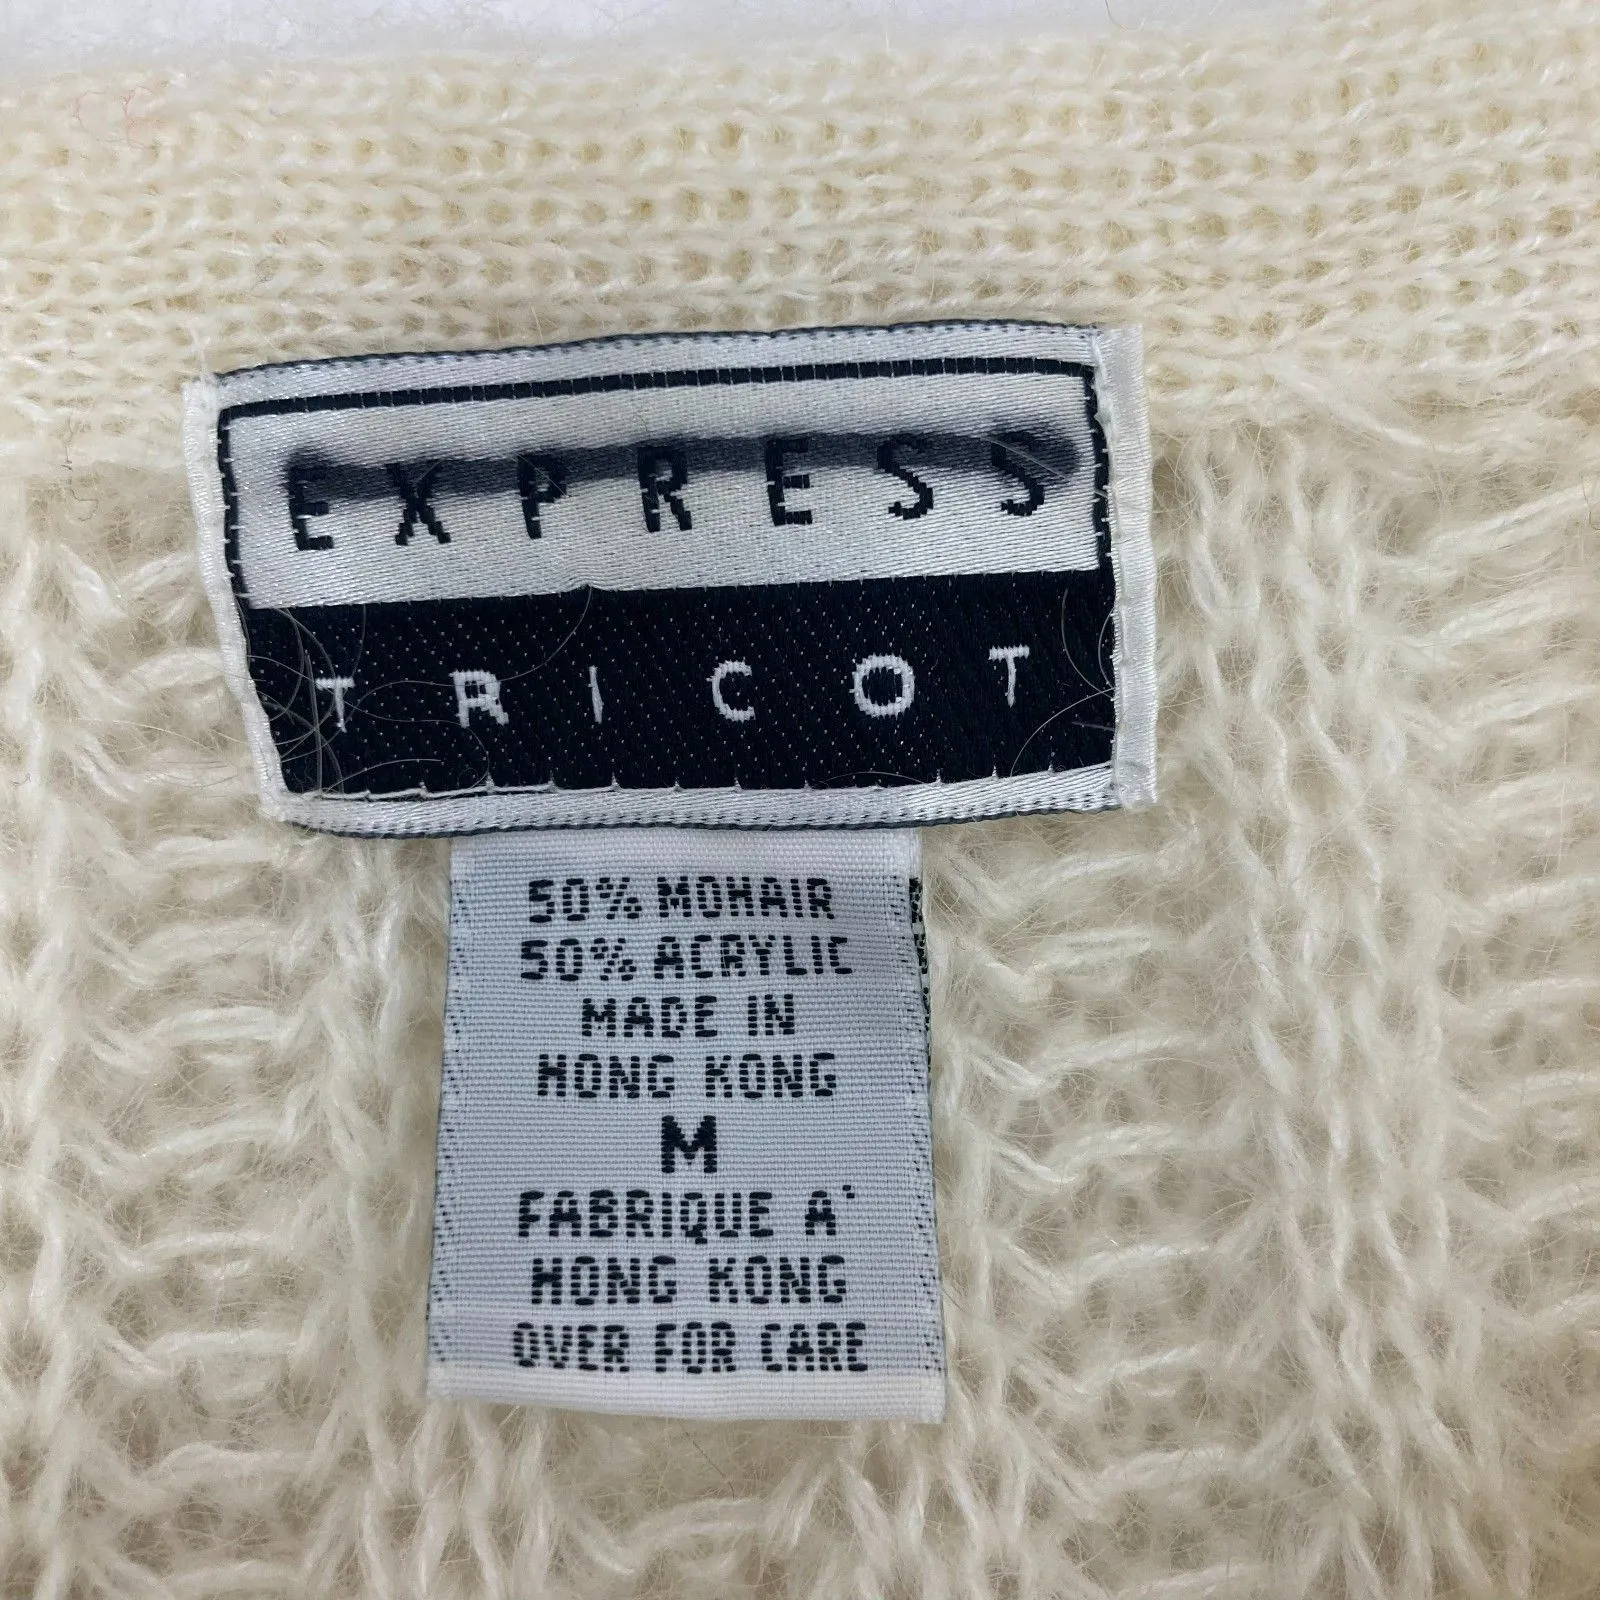 EXPRESS
TRICOT
50% MOHAIR
50% ACRYLIC
MADE IN
HONG KONG
M
FABRIQUE A'
HONG KONG
OVER FOR CARE